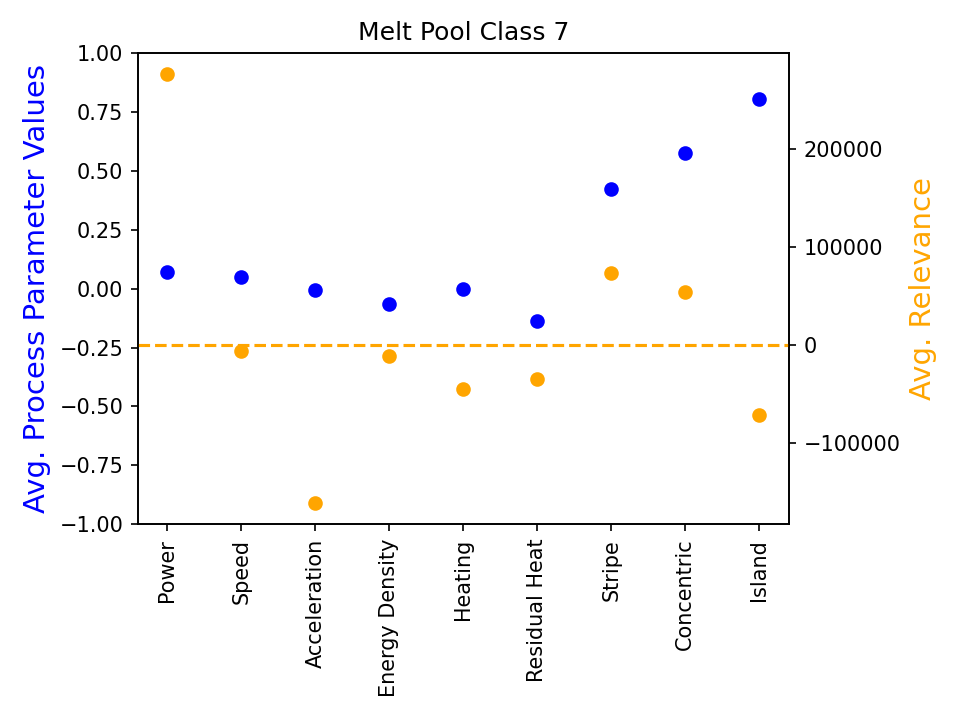 Melt Pool Class 7
Avg. Process Parameter Values
1.00
0.75
0.50
0.25
0.00
−0.25
−0.50
−0.75
−1.00
200000
100000
0
−100000
Avg. Relevance
Power
Speed
Acceleration
Energy Density
Heating
Residual Heat
Stripe
Concentric
Island